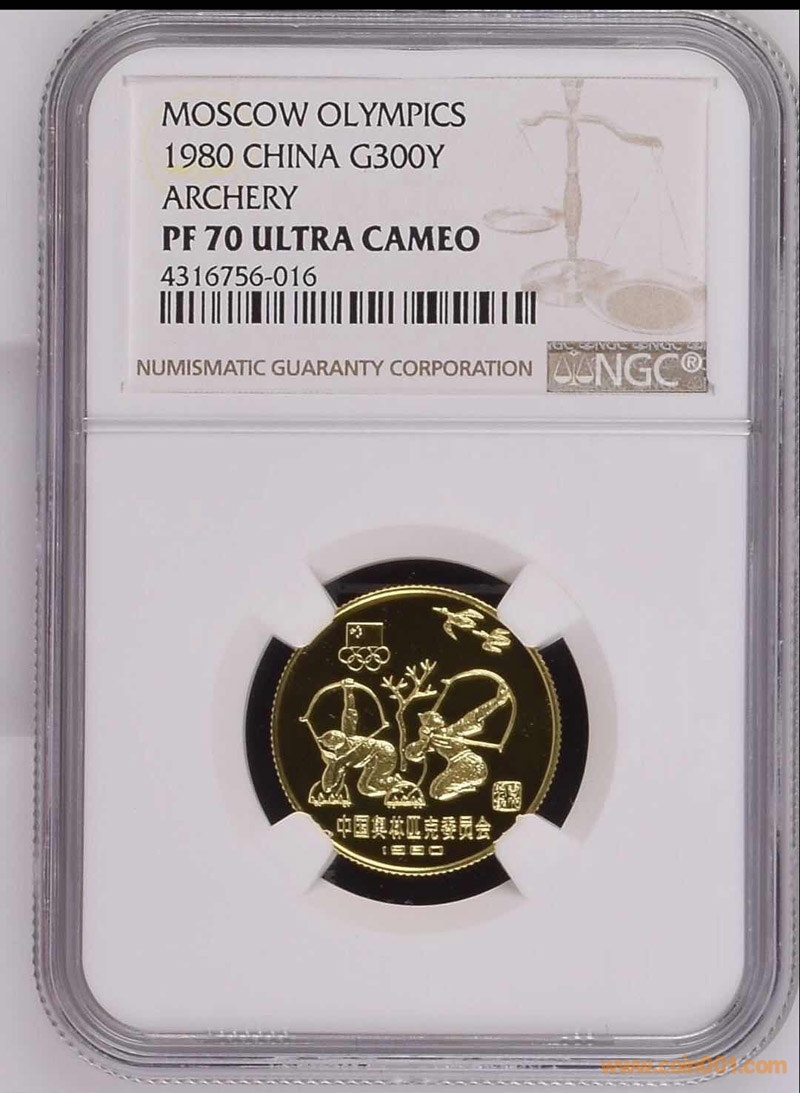 MOSCOW OLYMPICS
1980 CHINA G300Y
ARCHERY
PF 70 ULTRA CAMEO
4316756-016
NUMISMATIC GUARANTY CORPORATION
NGC®
中国奥林匹克委员会
1980
www.coin001.com